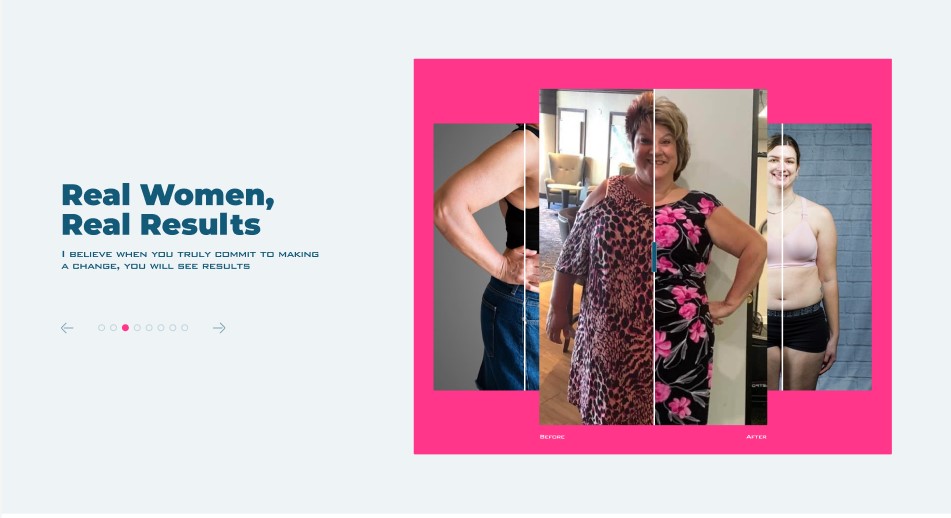 Real Women,
Real Results
I BELIEVE WHEN YOU TRULY COMMIT TO MAKING
A CHANGE, YOU WILL SEE RESULTS
BEFORE
AFTER